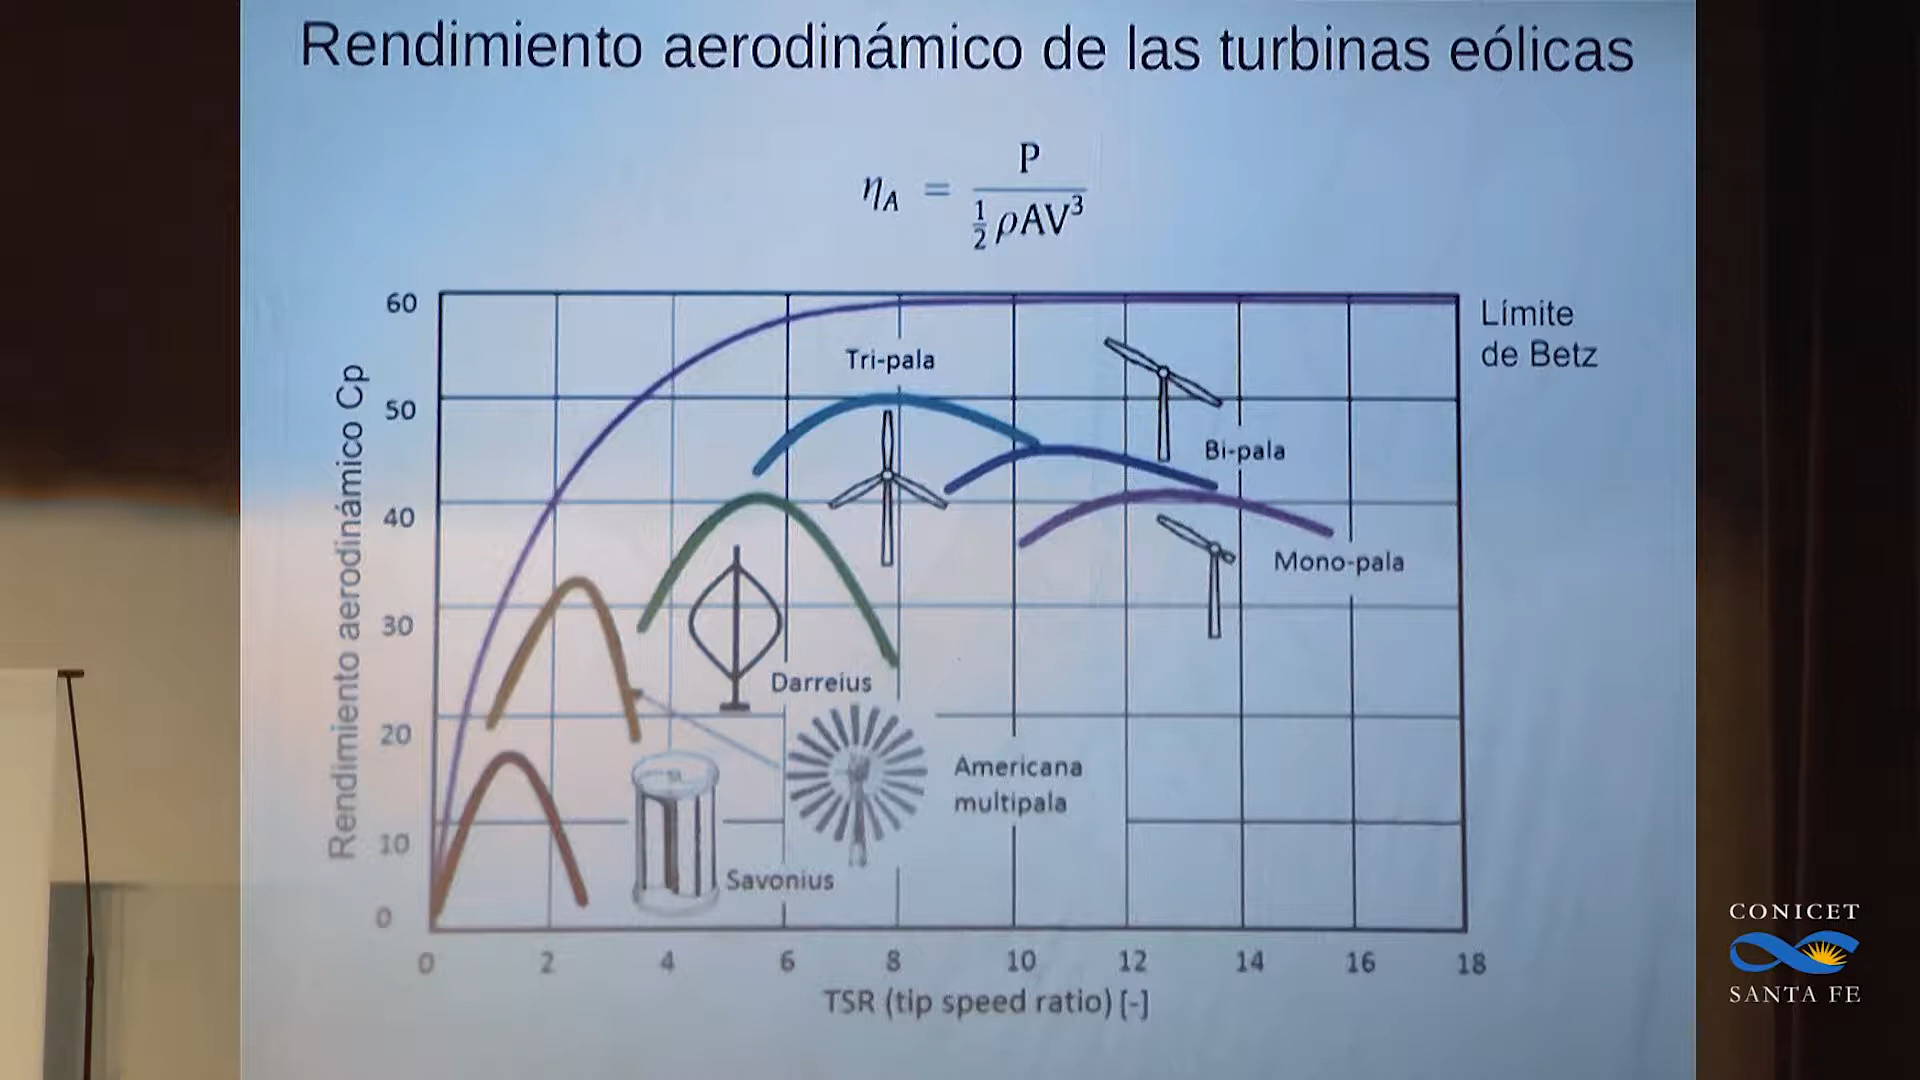 Rendimiento aerodinámico de las turbinas eólicas
η_A = P / ½ρAV³
Rendimiento aerodinámico Cp
60
50
40
30
20
10
0
Límite
de Betz
Tri-pala
Bi-pala
Mono-pala
Darreius
Americana
multipala
Savonius
0 2 4 6 8 10 12 14 16 18
TSR (tip speed ratio) [-]
CONICET
SANTA FE